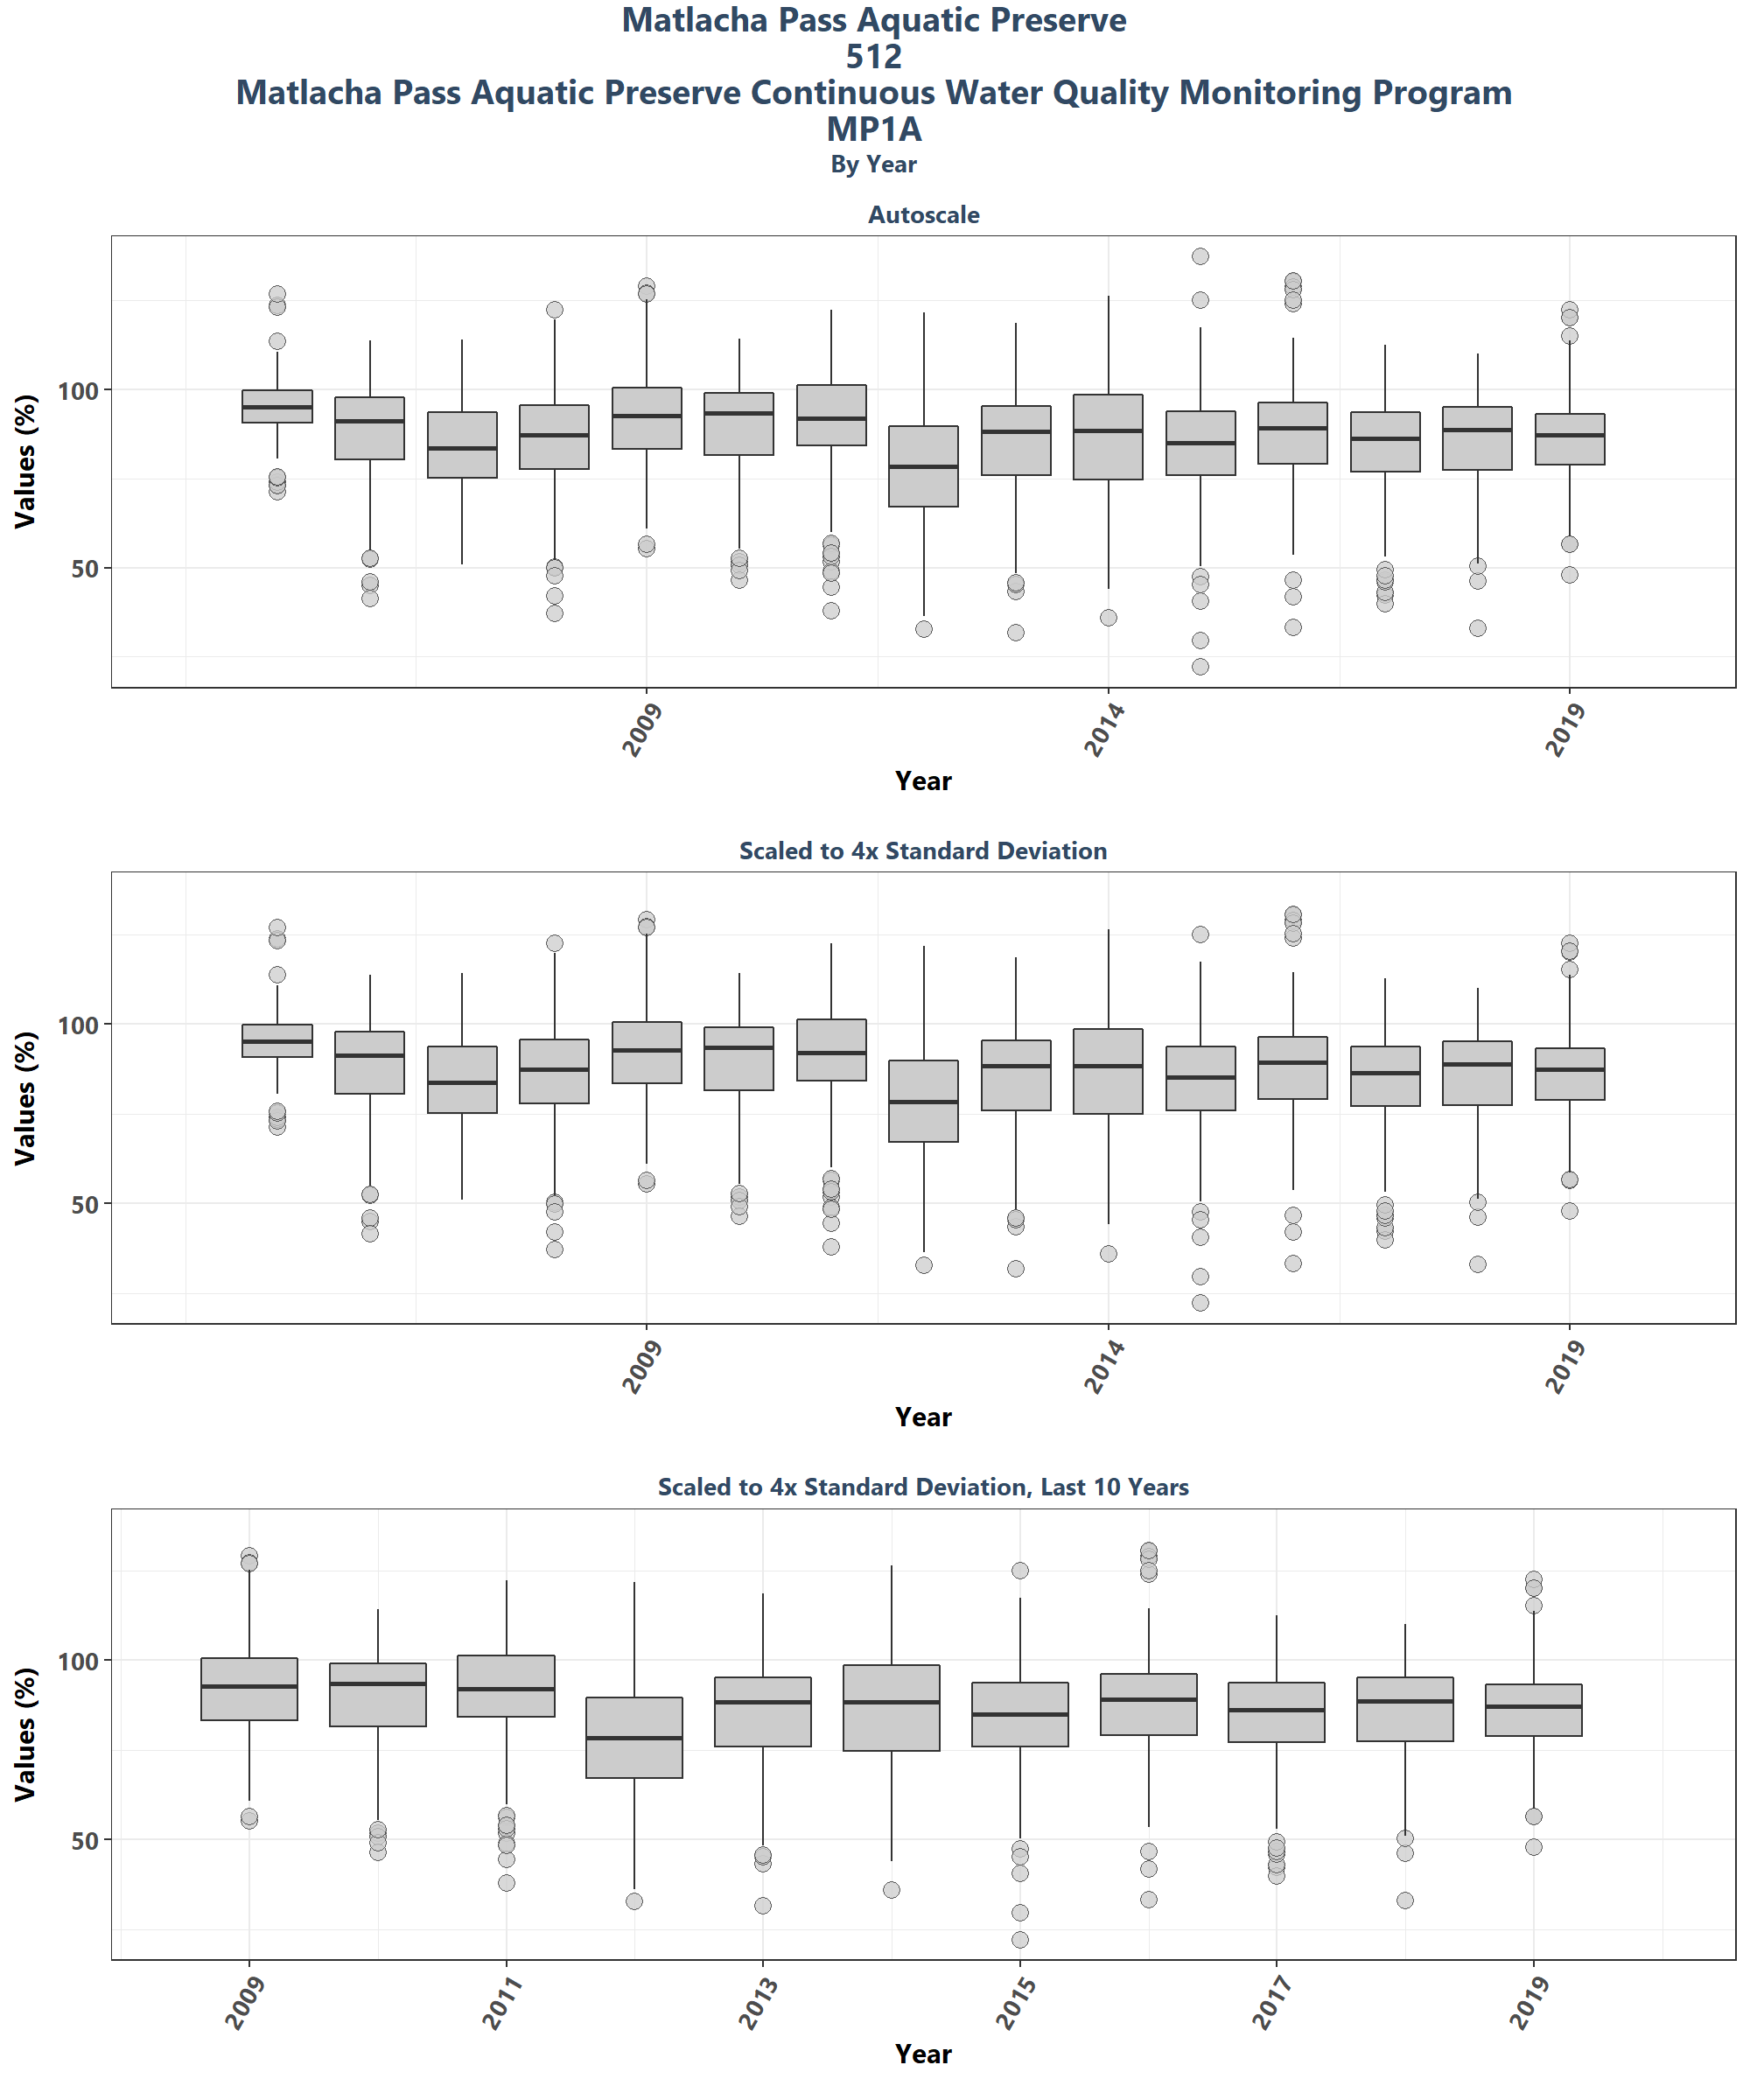 Matlacha Pass Aquatic Preserve
512
Matlacha Pass Aquatic Preserve Continuous Water Quality Monitoring Program
MP1A
By Year
Autoscale
Values (%)
100
50
2009 2014 2019
Year
Scaled to 4x Standard Deviation
Values (%)
100
50
2009 2014 2019
Year
Scaled to 4x Standard Deviation, Last 10 Years
Values (%)
100
50
2009 2011 2013 2015 2017 2019
Year